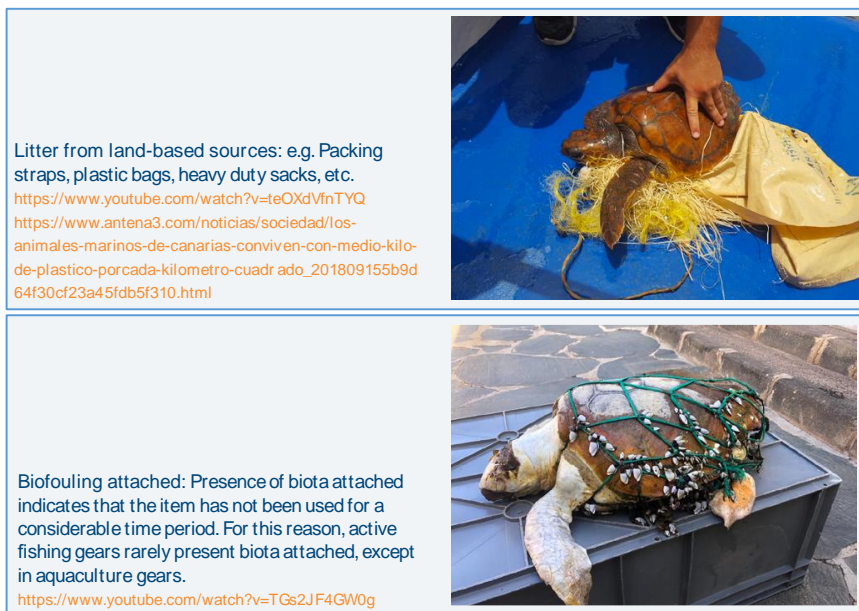 Litter from land-based sources: e.g. Packing
straps, plastic bags, heavy duty sacks, etc.
https://www.youtube.com/watch?v=teOXdVfnTYQ
https://www.antena3.com/noticias/sociedad/los-
animales-marinos-de-canarias-conviven-con-medio-kilo-
de-plastico-porcada-kilometro-cuadrado_201809155b9d
64f30cf23a45fdb5f310.html
Biofouling attached: Presence of biota attached
indicates that the item has not been used for a
considerable time period. For this reason, active
fishing gears rarely present biota attached, except
in aquaculture gears.
https://www.youtube.com/watch?v=TGs2JF4GW0g